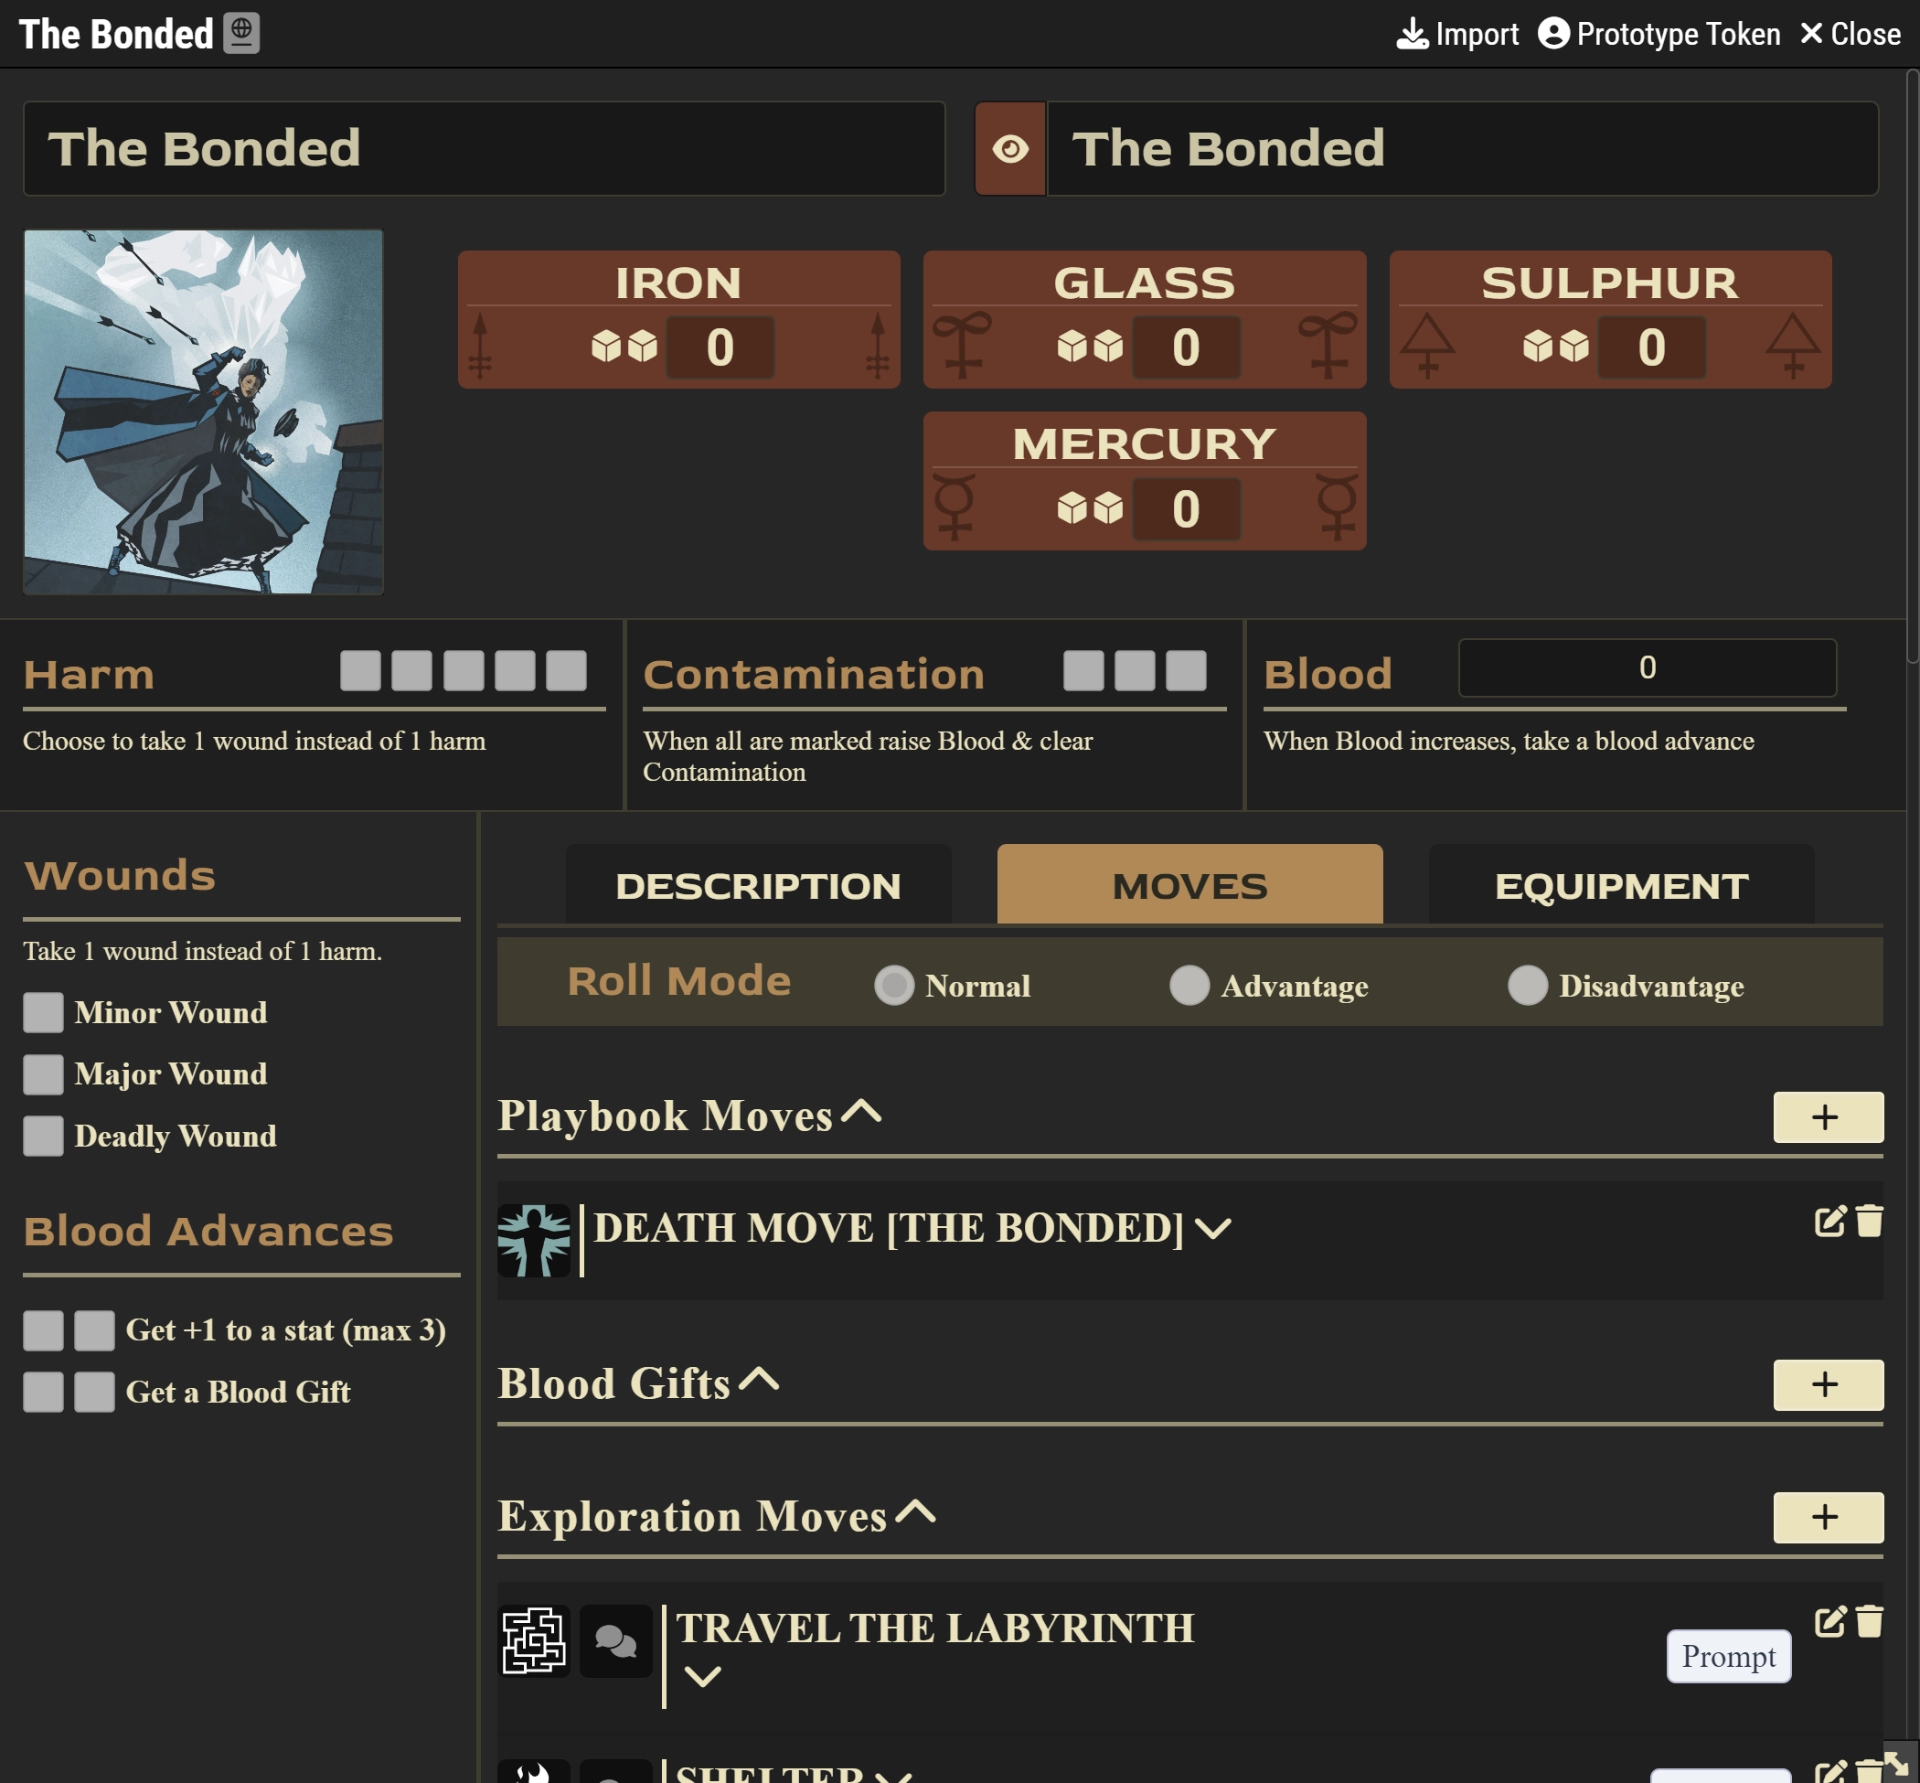 The Bonded
Import Prototype Token Close
The Bonded
The Bonded
IRON
0
GLASS
0
SULPHUR
0
MERCURY
0
Harm
Choose to take 1 wound instead of 1 harm
Contamination
When all are marked raise Blood & clear
Contamination
Blood 0
When Blood increases, take a blood advance
Wounds
Take 1 wound instead of 1 harm.
Minor Wound
Major Wound
Deadly Wound
Blood Advances
Get +1 to a stat (max 3)
Get a Blood Gift
DESCRIPTION MOVES EQUIPMENT
Roll Mode Normal Advantage Disadvantage
Playbook Moves
+
DEATH MOVE [THE BONDED]
Blood Gifts
+
Exploration Moves
+
TRAVEL THE LABYRINTH
Prompt
SHELTER